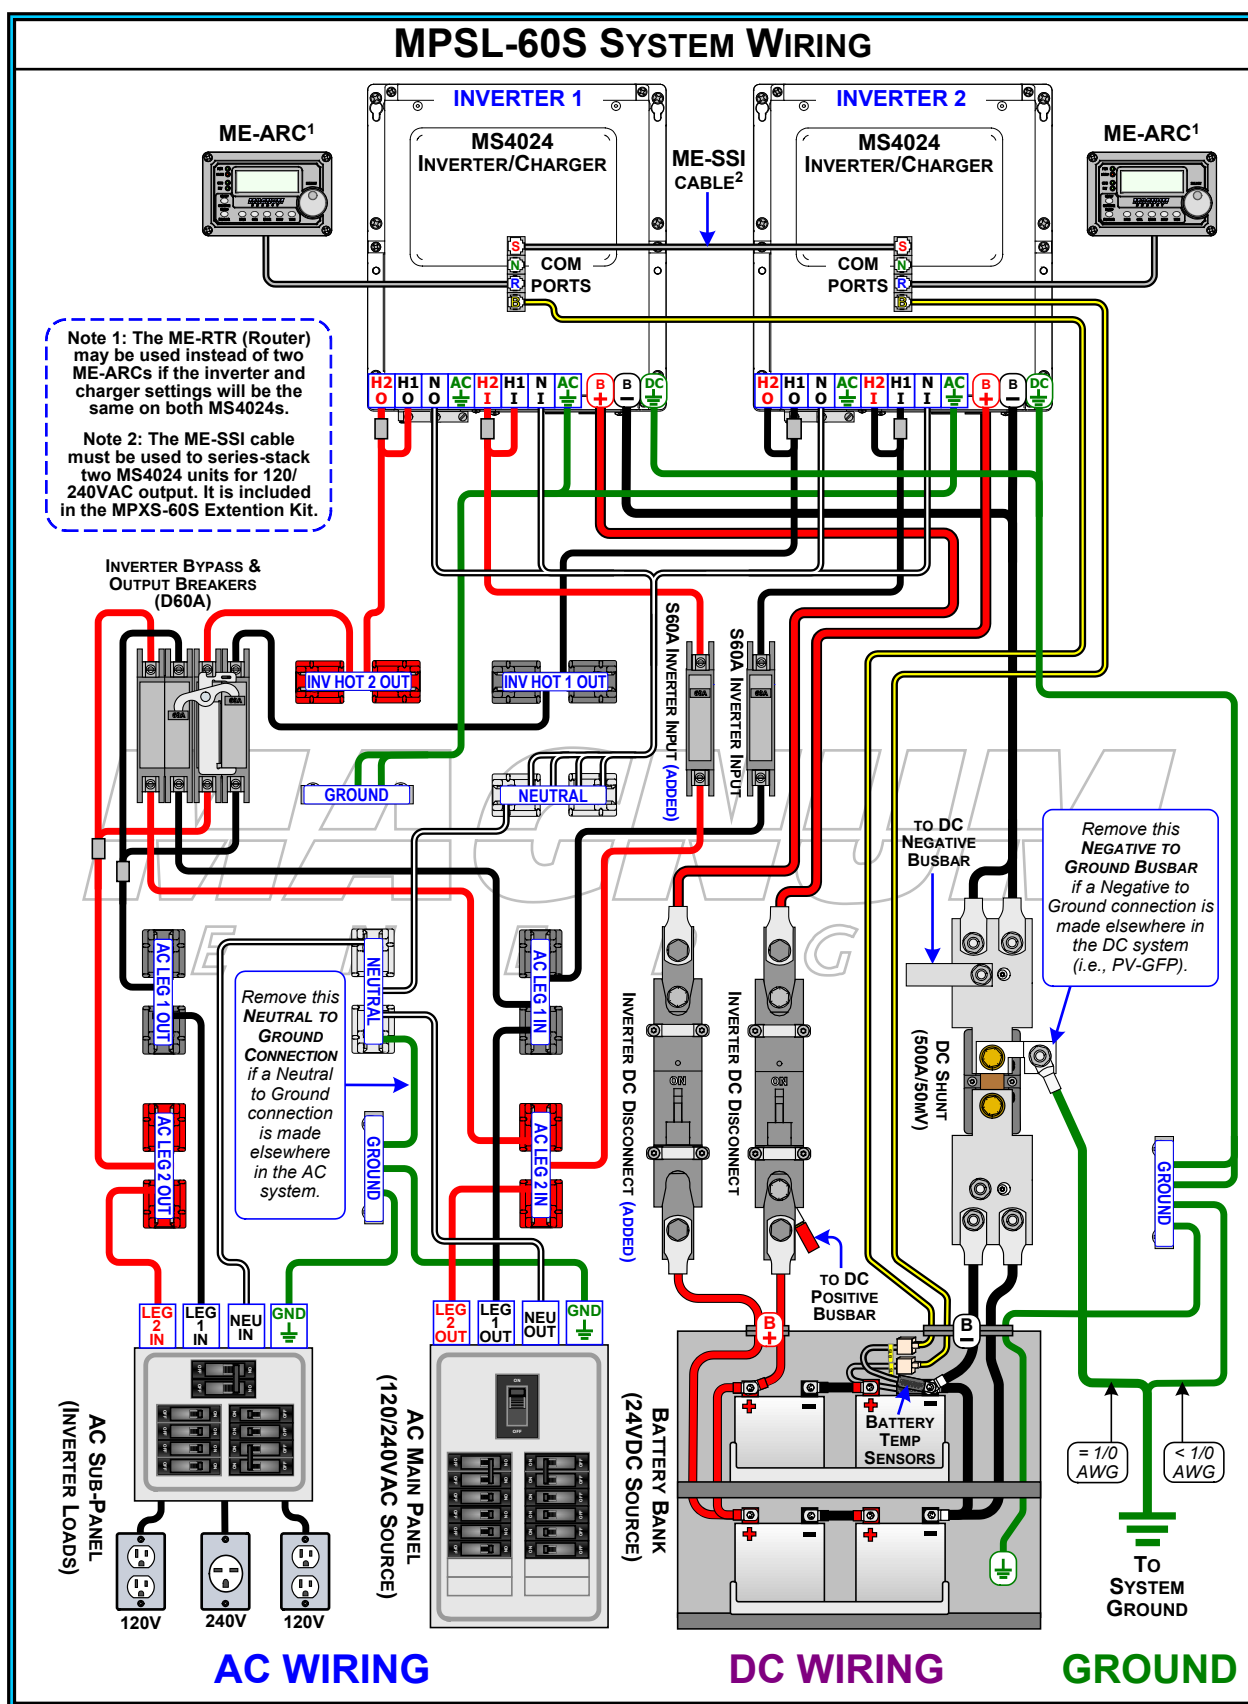 MPSL-60S SYSTEM WIRING
INVERTER 1
INVERTER 2
ME-ARC1
MS4024
INVERTER/CHARGER
ME-SSI
CABLE2
MS4024
INVERTER/CHARGER
ME-ARC1
S
N
R
B
COM
PORTS
COM
PORTS
S
N
R
B
Note 1: The ME-RTR (Router)
may be used instead of two
ME-ARCs if the inverter and
charger settings will be the
same on both MS4024s.
Note 2: The ME-SSI cable
must be used to series-stack
two MS4024 units for 120/
240VAC output. It is included
in the MPXS-60S Extention Kit.
H2 H1 N AC H2 H1 N AC B B DC
O O O I I I + –
H2 H1 N AC H2 H1 N AC B B DC
O O O I I I + –
INVERTER BYPASS &
OUTPUT BREAKERS
(D60A)
INV HOT 2 OUT
INV HOT 1 OUT
S60A INVERTER INPUT (ADDED)
S60A INVERTER INPUT
60A
60A
60A
60A
GROUND
NEUTRAL
MAGNUM
ENERGY
TO DC
NEGATIVE
BUSBAR
Remove this
NEGATIVE TO
GROUND BUSBAR
if a Negative to
Ground connection is
made elsewhere in
the DC system
(i.e., PV-GFP).
AC LEG 1 OUT
NEUTRAL
AC LEG 1 IN
Remove this
NEUTRAL TO
GROUND
CONNECTION
if a Neutral
to Ground
connection
is made
elsewhere
in the AC
system.
INVERTER DC DISCONNECT (ADDED)
ON
INVERTER DC DISCONNECT
ON
DC SHUNT
(500A/50MV)
AC LEG 2 OUT
GROUND
AC LEG 2 IN
GROUND
TO DC
POSITIVE
BUSBAR
LEG
2
IN
LEG
1
IN
NEU
IN
GND
LEG
2
OUT
LEG
1
OUT
NEU
OUT
GND
B
+
B
–
AC SUB-PANEL
(INVERTER LOADS)
AC MAIN PANEL
(120/240VAC SOURCE)
ON
OFF
BATTERY BANK
(24VDC SOURCE)
+ – + –
BATTERY
TEMP
SENSORS
+ – + –
= 1/0
AWG
< 1/0
AWG
TO
SYSTEM
GROUND
120V
240V
120V
AC WIRING
DC WIRING
GROUND